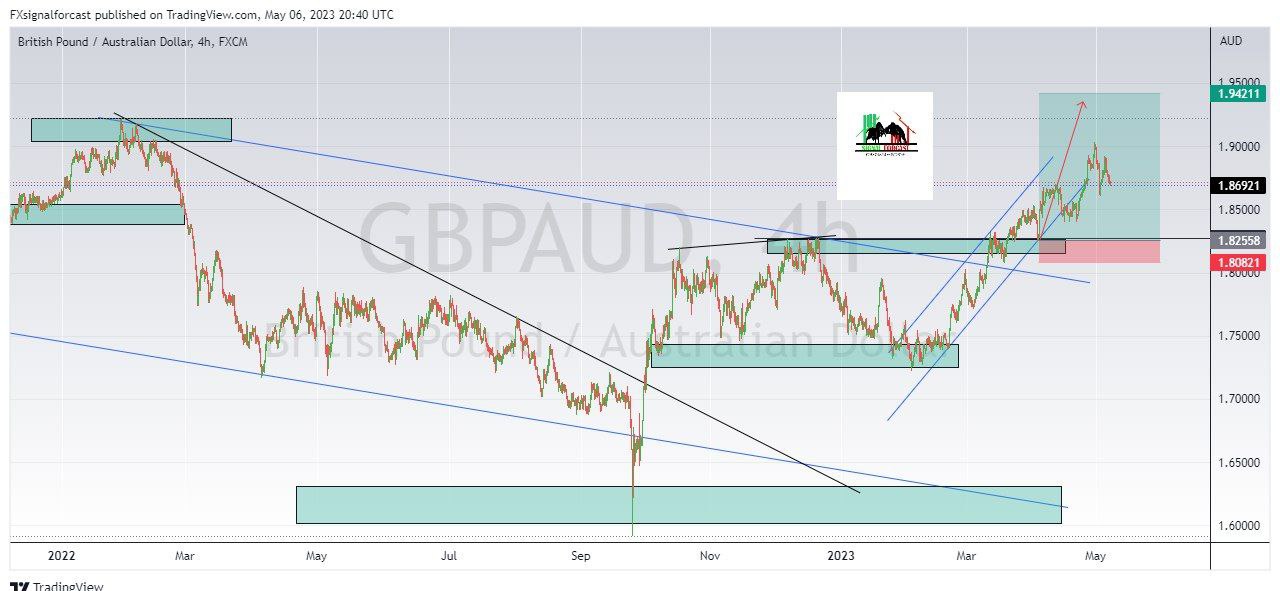 FXsignalforcast published on TradingView.com, May 06, 2023 20:40 UTC
British Pound / Australian Dollar, 4h, FXCM
AUD
1.95000
1.94211
1.90000
1.86921
1.85000
1.82558
1.80821
1.80000
1.75000
1.70000
1.65000
1.60000
GBPAUD, 4h
British Pound / Australian Dollar
SIGNAL FORCAST
2022
Mar
May
Jul
Sep
Nov
2023
Mar
May
TradingView